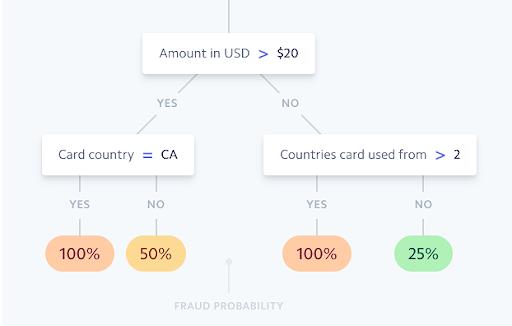 Amount in USD > $20
YES NO
Card country = CA Countries card used from > 2
YES NO YES NO
100% 50% 100% 25%
FRAUD PROBABILITY